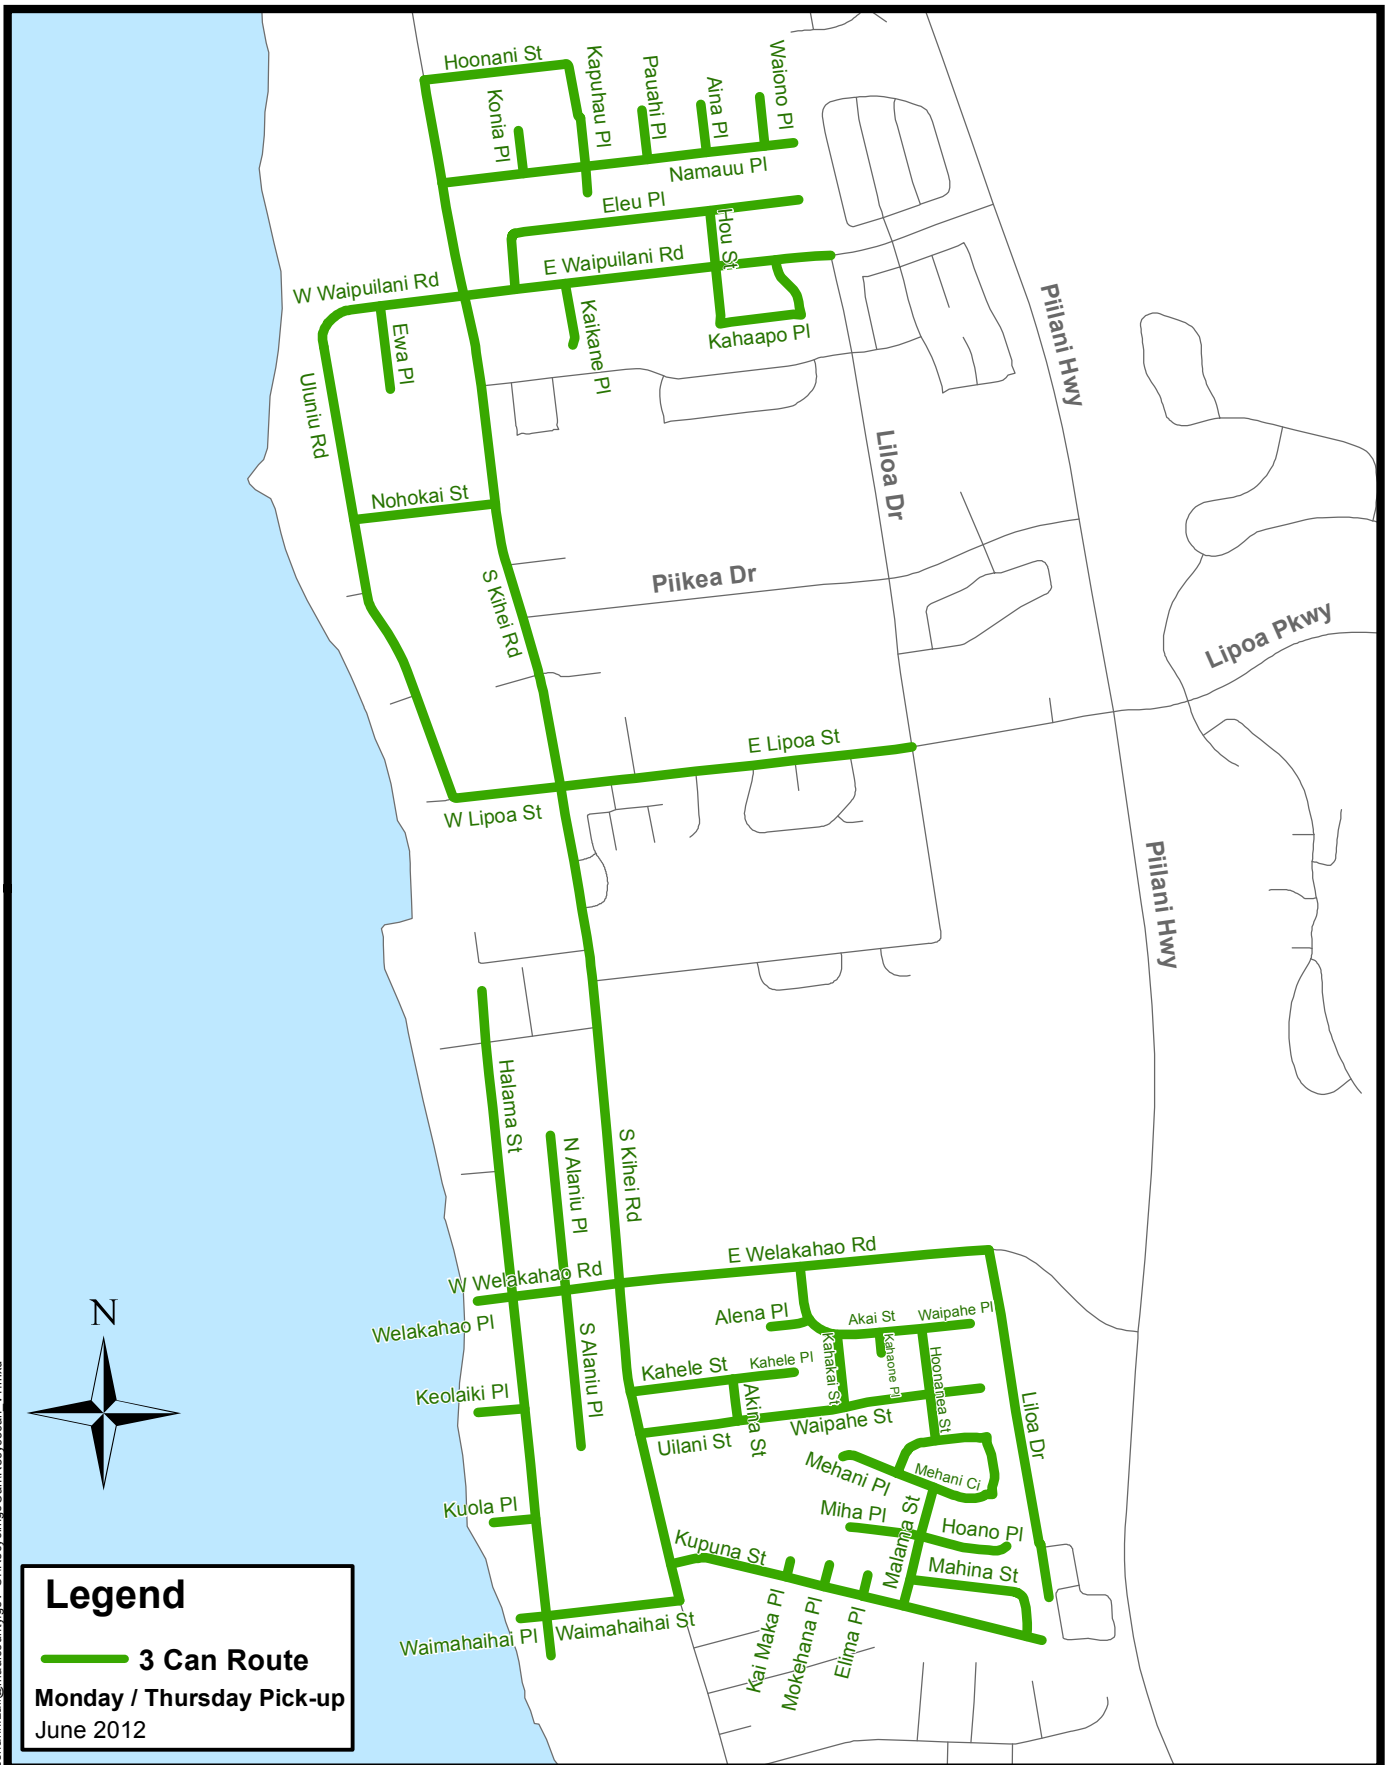 Hoonani St
Kapuhau Pl
Pauahi Pl
Aina Pl
Waiono Pl
Konia Pl
Namauu Pl
Eleu Pl
Hou St
E Waipuilani Rd
W Waipuilani Rd
Ewa Pl
Kaikane Pl
Kahaapo Pl
Piilani Hwy
Uluniu Rd
Liloa Dr
Nohokai St
S Kihei Rd
Piikea Dr
Lipoa Pkwy
E Lipoa St
W Lipoa St
Piilani Hwy
Halama St
N Alaniu Pl
S Kihei Rd
E Welakahao Rd
W Welakahao Rd
Welakahao Pl
Alena Pl
Akai St
Waipahe Pl
S Alaniu Pl
Kahele St
Kahele Pl
Kahakai St
Kahaone Pl
Hoonanea St
Keolaiki Pl
Akina St
Waipahe St
Liloa Dr
Uilani St
Mehani Pl
Mehani Ci
Kuola Pl
Miha Pl
Malama St
Hoano Pl
Kupuna St
Mahina St
Waimahaihai Pl
Waimahaihai St
Kai Maka Pl
Mokehana Pl
Elima Pl
N
Legend
3 Can Route
Monday / Thursday Pick-up
June 2012